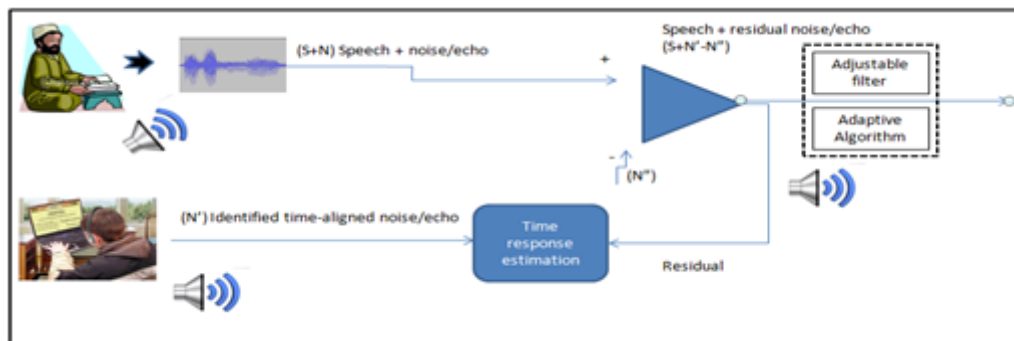 (S+N) Speech + noise/echo
Speech + residual noise/echo
(S+N'-N'')
+
Adjustable
filter
Adaptive
Algorithm
-
(N'')
(N') Identified time-aligned noise/echo
Time
response
estimation
Residual